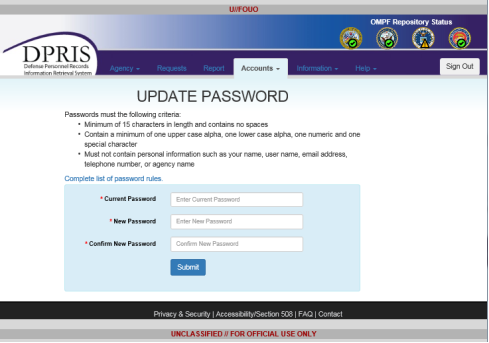 U//FOUO
OMPF Repository Status
DPRIS
Defense Personnel Records
Information Retrieval System
Agency
Requests
Report
Accounts
Information
Help
Sign Out
UPDATE PASSWORD
Passwords must the following criteria:
• Minimum of 15 characters in length and contains no spaces
• Contain a minimum of one upper case alpha, one lower case alpha, one numeric and one
special character
• Must not contain personal information such as your name, user name, email address,
telephone number, or agency name
Complete list of password rules.
* Current Password
Enter Current Password
* New Password
Enter New Password
* Confirm New Password
Confirm New Password
Submit
Privacy & Security | Accessibility/Section 508 | FAQ | Contact
UNCLASSIFIED // FOR OFFICIAL USE ONLY